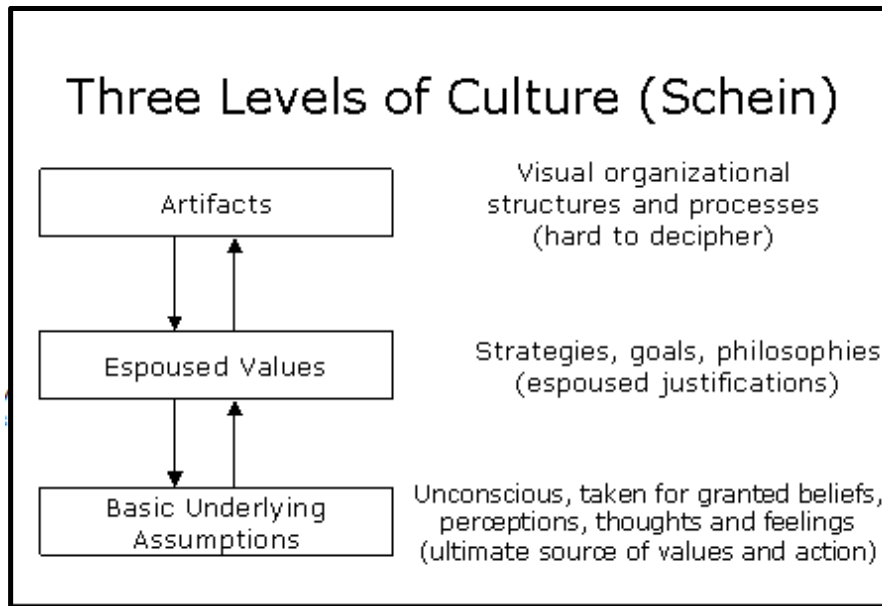 Three Levels of Culture (Schein)
Artifacts
Visual organizational
structures and processes
(hard to decipher)
Espoused Values
Strategies, goals, philosophies
(espoused justifications)
Basic Underlying
Assumptions
Unconscious, taken for granted beliefs,
perceptions, thoughts and feelings
(ultimate source of values and action)